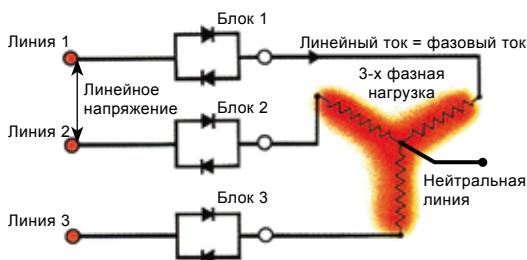 Блок 1
Линия 1
Линейный ток = фазовый ток
Линейное
напряжение
3-х фазная
нагрузка
Блок 2
Линия 2
Нейтральная
линия
Блок 3
Линия 3